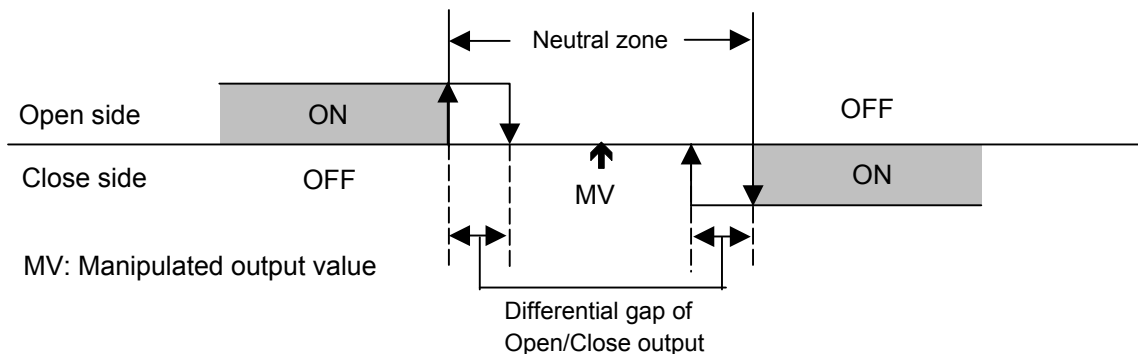 Neutral zone
Open side
ON
OFF
Close side
OFF
MV
ON
MV: Manipulated output value
Differential gap of
Open/Close output